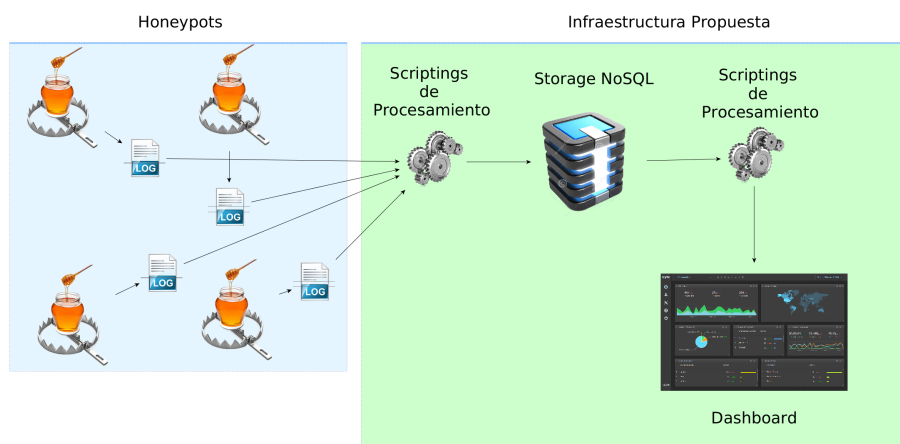 Honeypots
Infraestructura Propuesta
Scriptings
de
Procesamiento
Storage NoSQL
Scriptings
de
Procesamiento
/LOG
/LOG
/LOG
/LOG
Dashboard